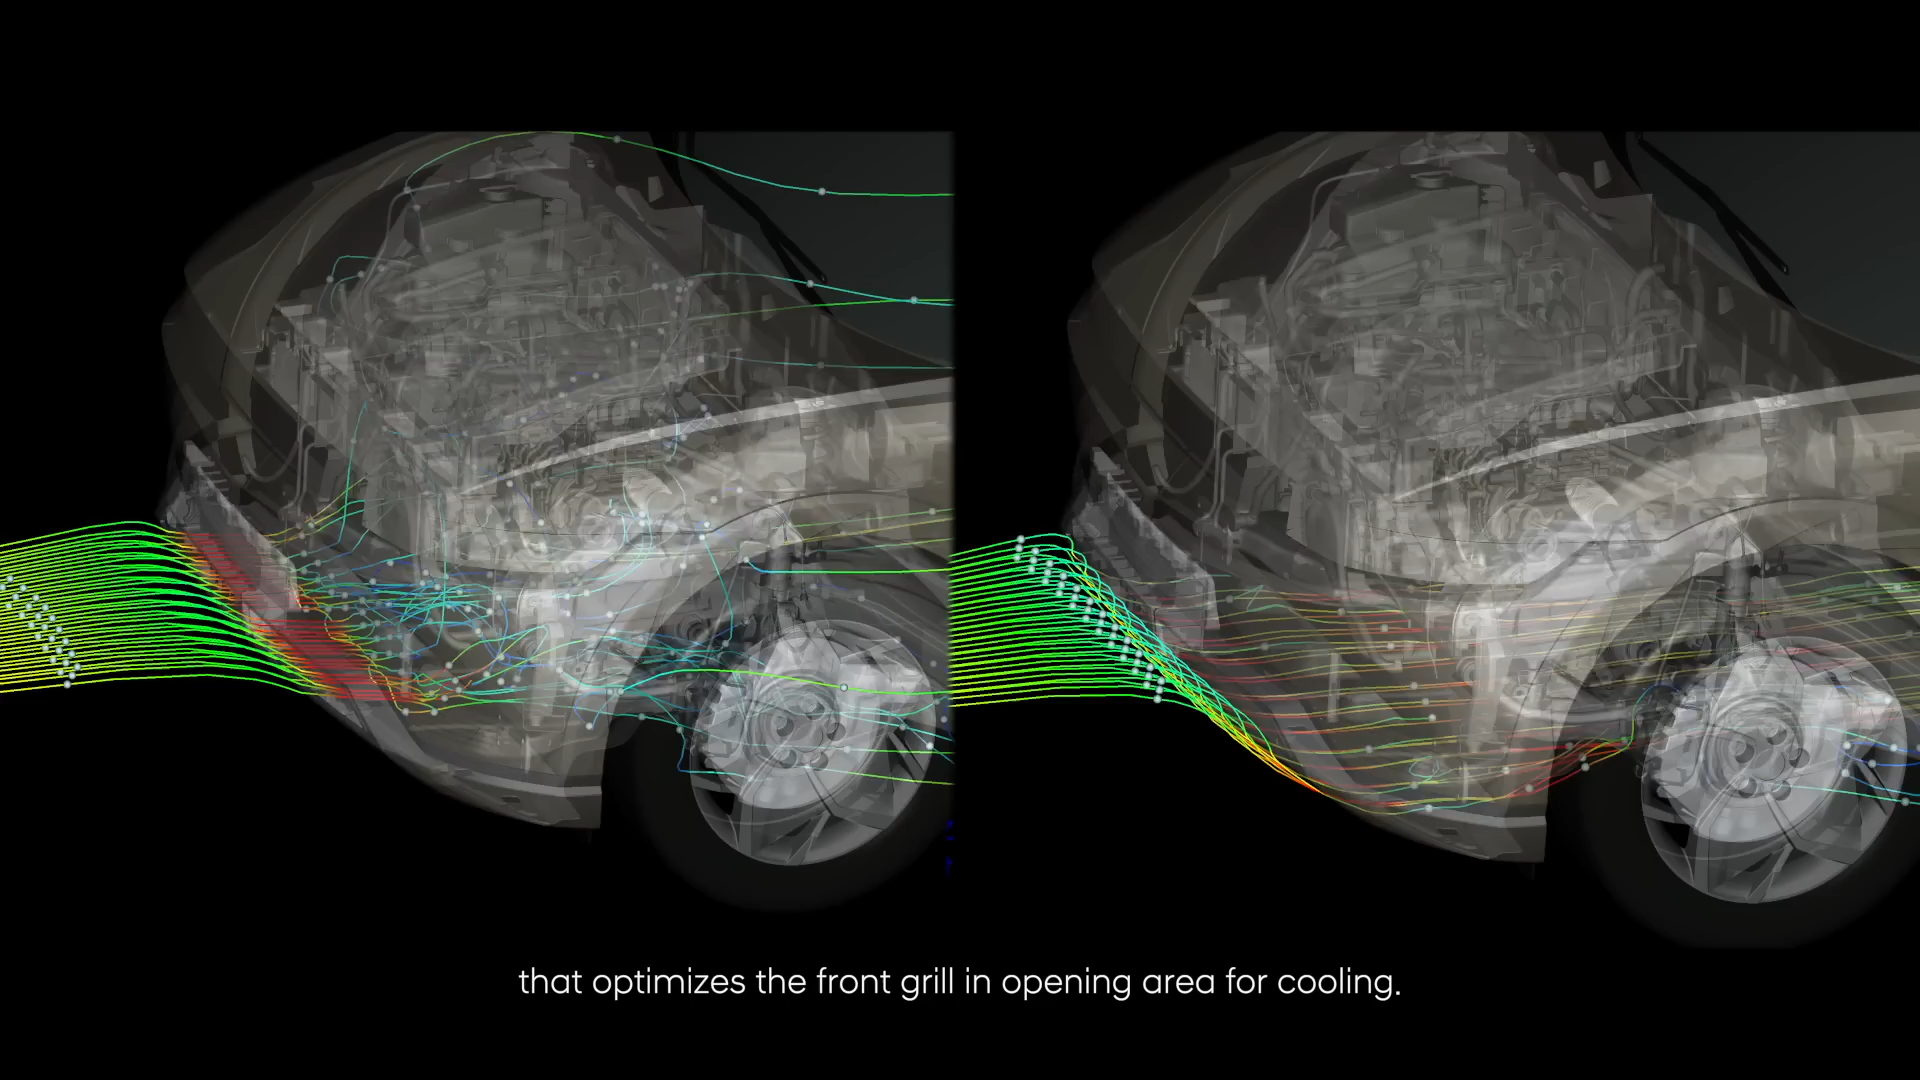 that optimizes the front grill in opening area for cooling.